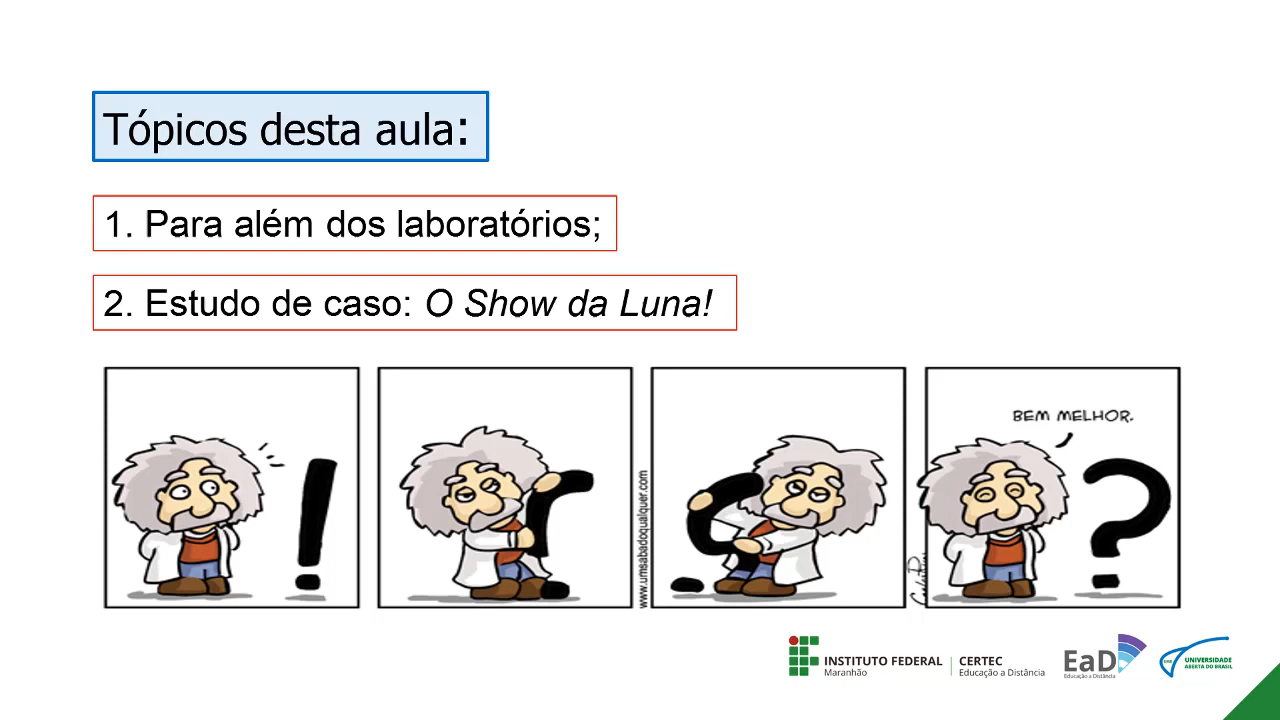 Tópicos desta aula:
1. Para além dos laboratórios;
2. Estudo de caso: O Show da Luna!
www.umsabadoqualquer.com
BEM MELHOR.
INSTITUTO FEDERAL
Maranhão
CERTEC
Educação a Distância
EaD
Educação a Distância
UNIVERSIDADE
ABERTA DO BRASIL